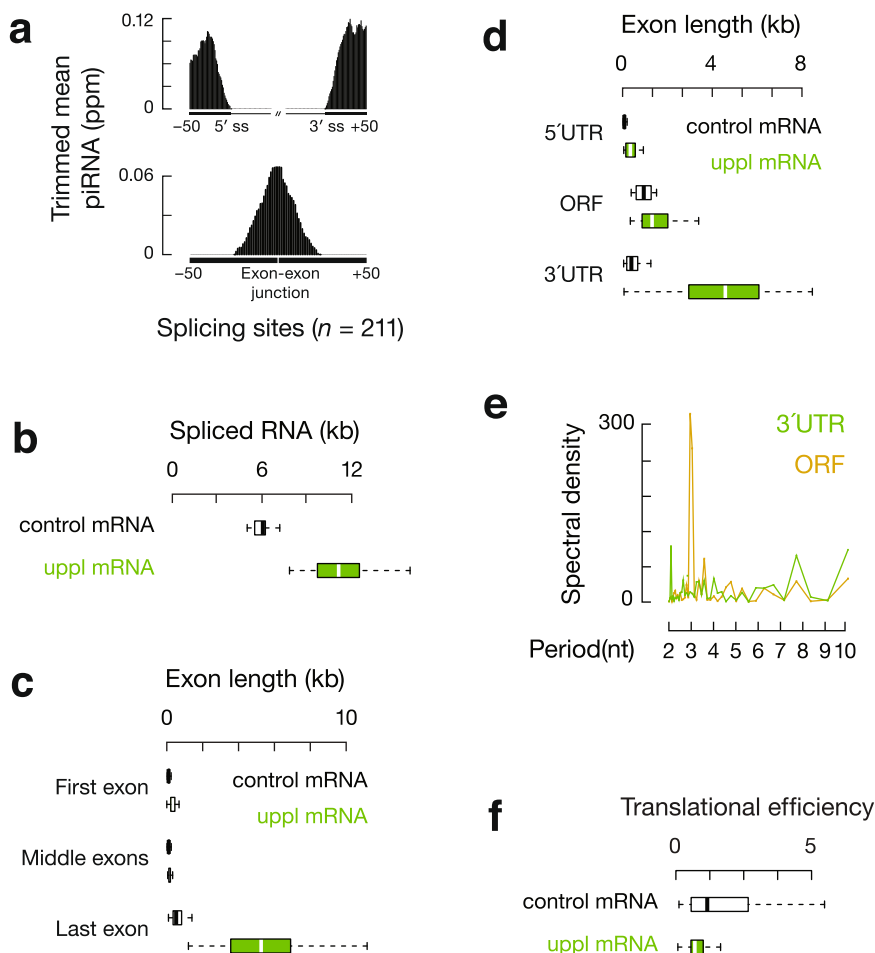 a
Trimmed mean
piRNA (ppm)
0.12
0
−50 5′ ss // 3′ ss +50
0.06
0
−50 Exon-exon +50
junction
Splicing sites (n = 211)
b
Spliced RNA (kb)
0 6 12
control mRNA
uppl mRNA
c
Exon length (kb)
0 10
control mRNA
uppl mRNA
First exon
Middle exons
Last exon
d
Exon length (kb)
0 4 8
control mRNA
uppl mRNA
5′UTR
ORF
3′UTR
e
Spectral density
300
0
3′UTR
ORF
Period(nt) 2 3 4 5 6 7 8 9 10
f
Translational efficiency
0 5
control mRNA
uppl mRNA